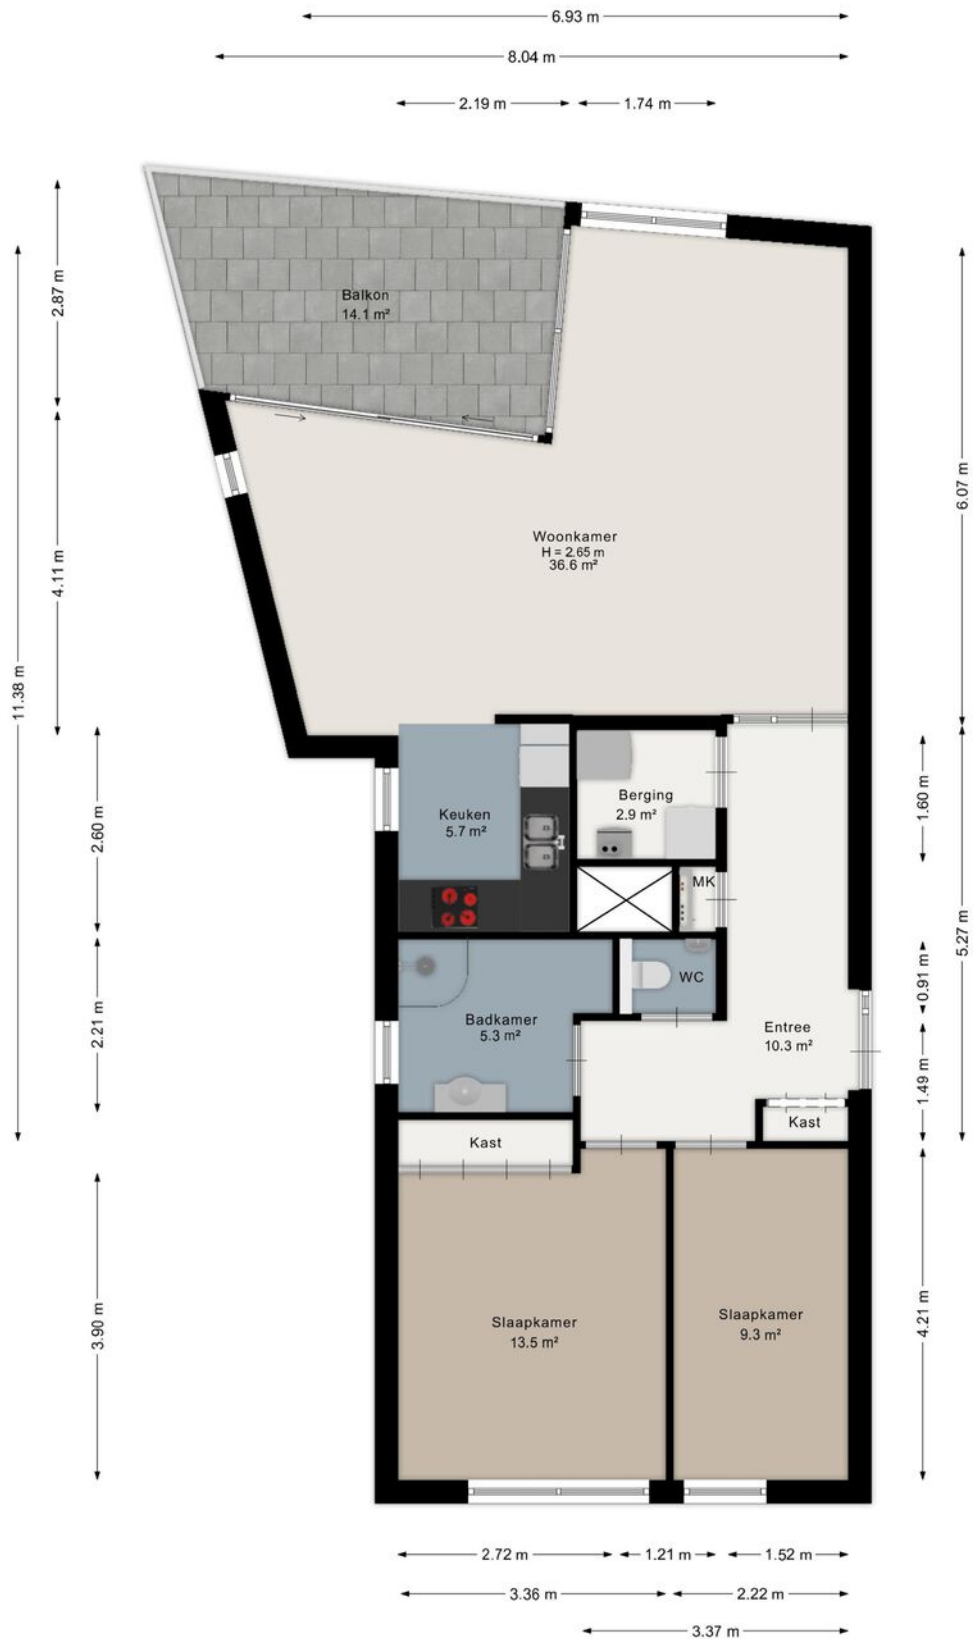 6.93 m
8.04 m
2.19 m
1.74 m
2.87 m
Balkon
14.1 m²
4.11 m
6.07 m
Woonkamer
H = 2.65 m
36.6 m²
11.38 m
2.60 m
Keuken
5.7 m²
Berging
2.9 m²
1.60 m
MK
5.27 m
0.91 m
WC
2.21 m
Badkamer
5.3 m²
Entree
10.3 m²
1.49 m
Kast
Kast
3.90 m
Slaapkamer
13.5 m²
Slaapkamer
9.3 m²
4.21 m
2.72 m
1.21 m
1.52 m
3.36 m
2.22 m
3.37 m